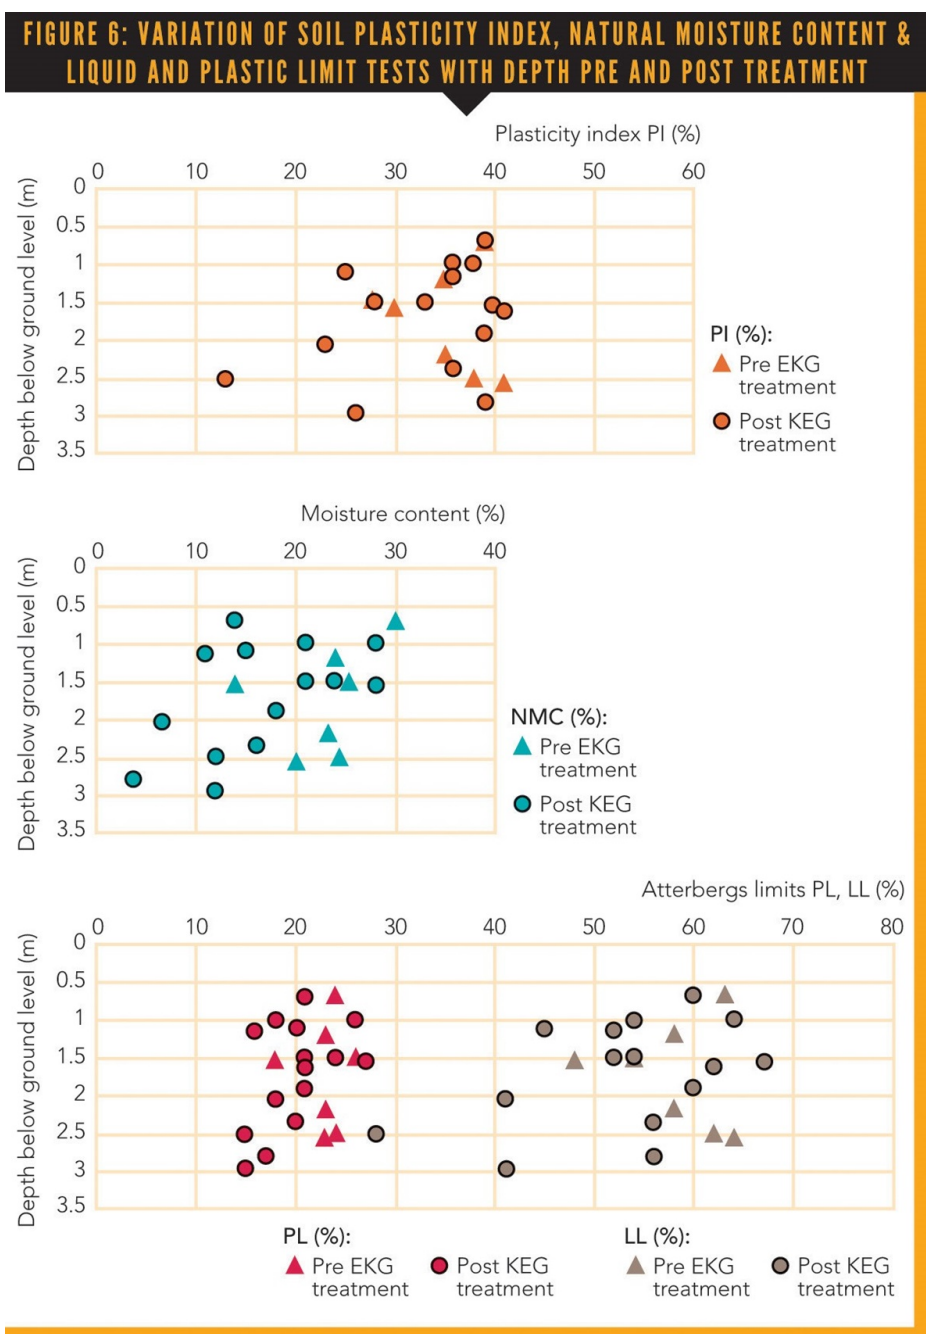 FIGURE 6: VARIATION OF SOIL PLASTICITY INDEX, NATURAL MOISTURE CONTENT &
LIQUID AND PLASTIC LIMIT TESTS WITH DEPTH PRE AND POST TREATMENT
Plasticity index PI (%)
0 10 20 30 40 50 60
Depth below ground level (m)
0
0.5
1
1.5
2
2.5
3
3.5
PI (%):
Pre EKG
treatment
Post KEG
treatment
Moisture content (%)
0 10 20 30 40
Depth below ground level (m)
0
0.5
1
1.5
2
2.5
3
3.5
NMC (%):
Pre EKG
treatment
Post KEG
treatment
Atterbergs limits PL, LL (%)
0 10 20 30 40 50 60 70 80
Depth below ground level (m)
0
0.5
1
1.5
2
2.5
3
3.5
PL (%):
Pre EKG
treatment
Post KEG
treatment
LL (%):
Pre EKG
treatment
Post KEG
treatment